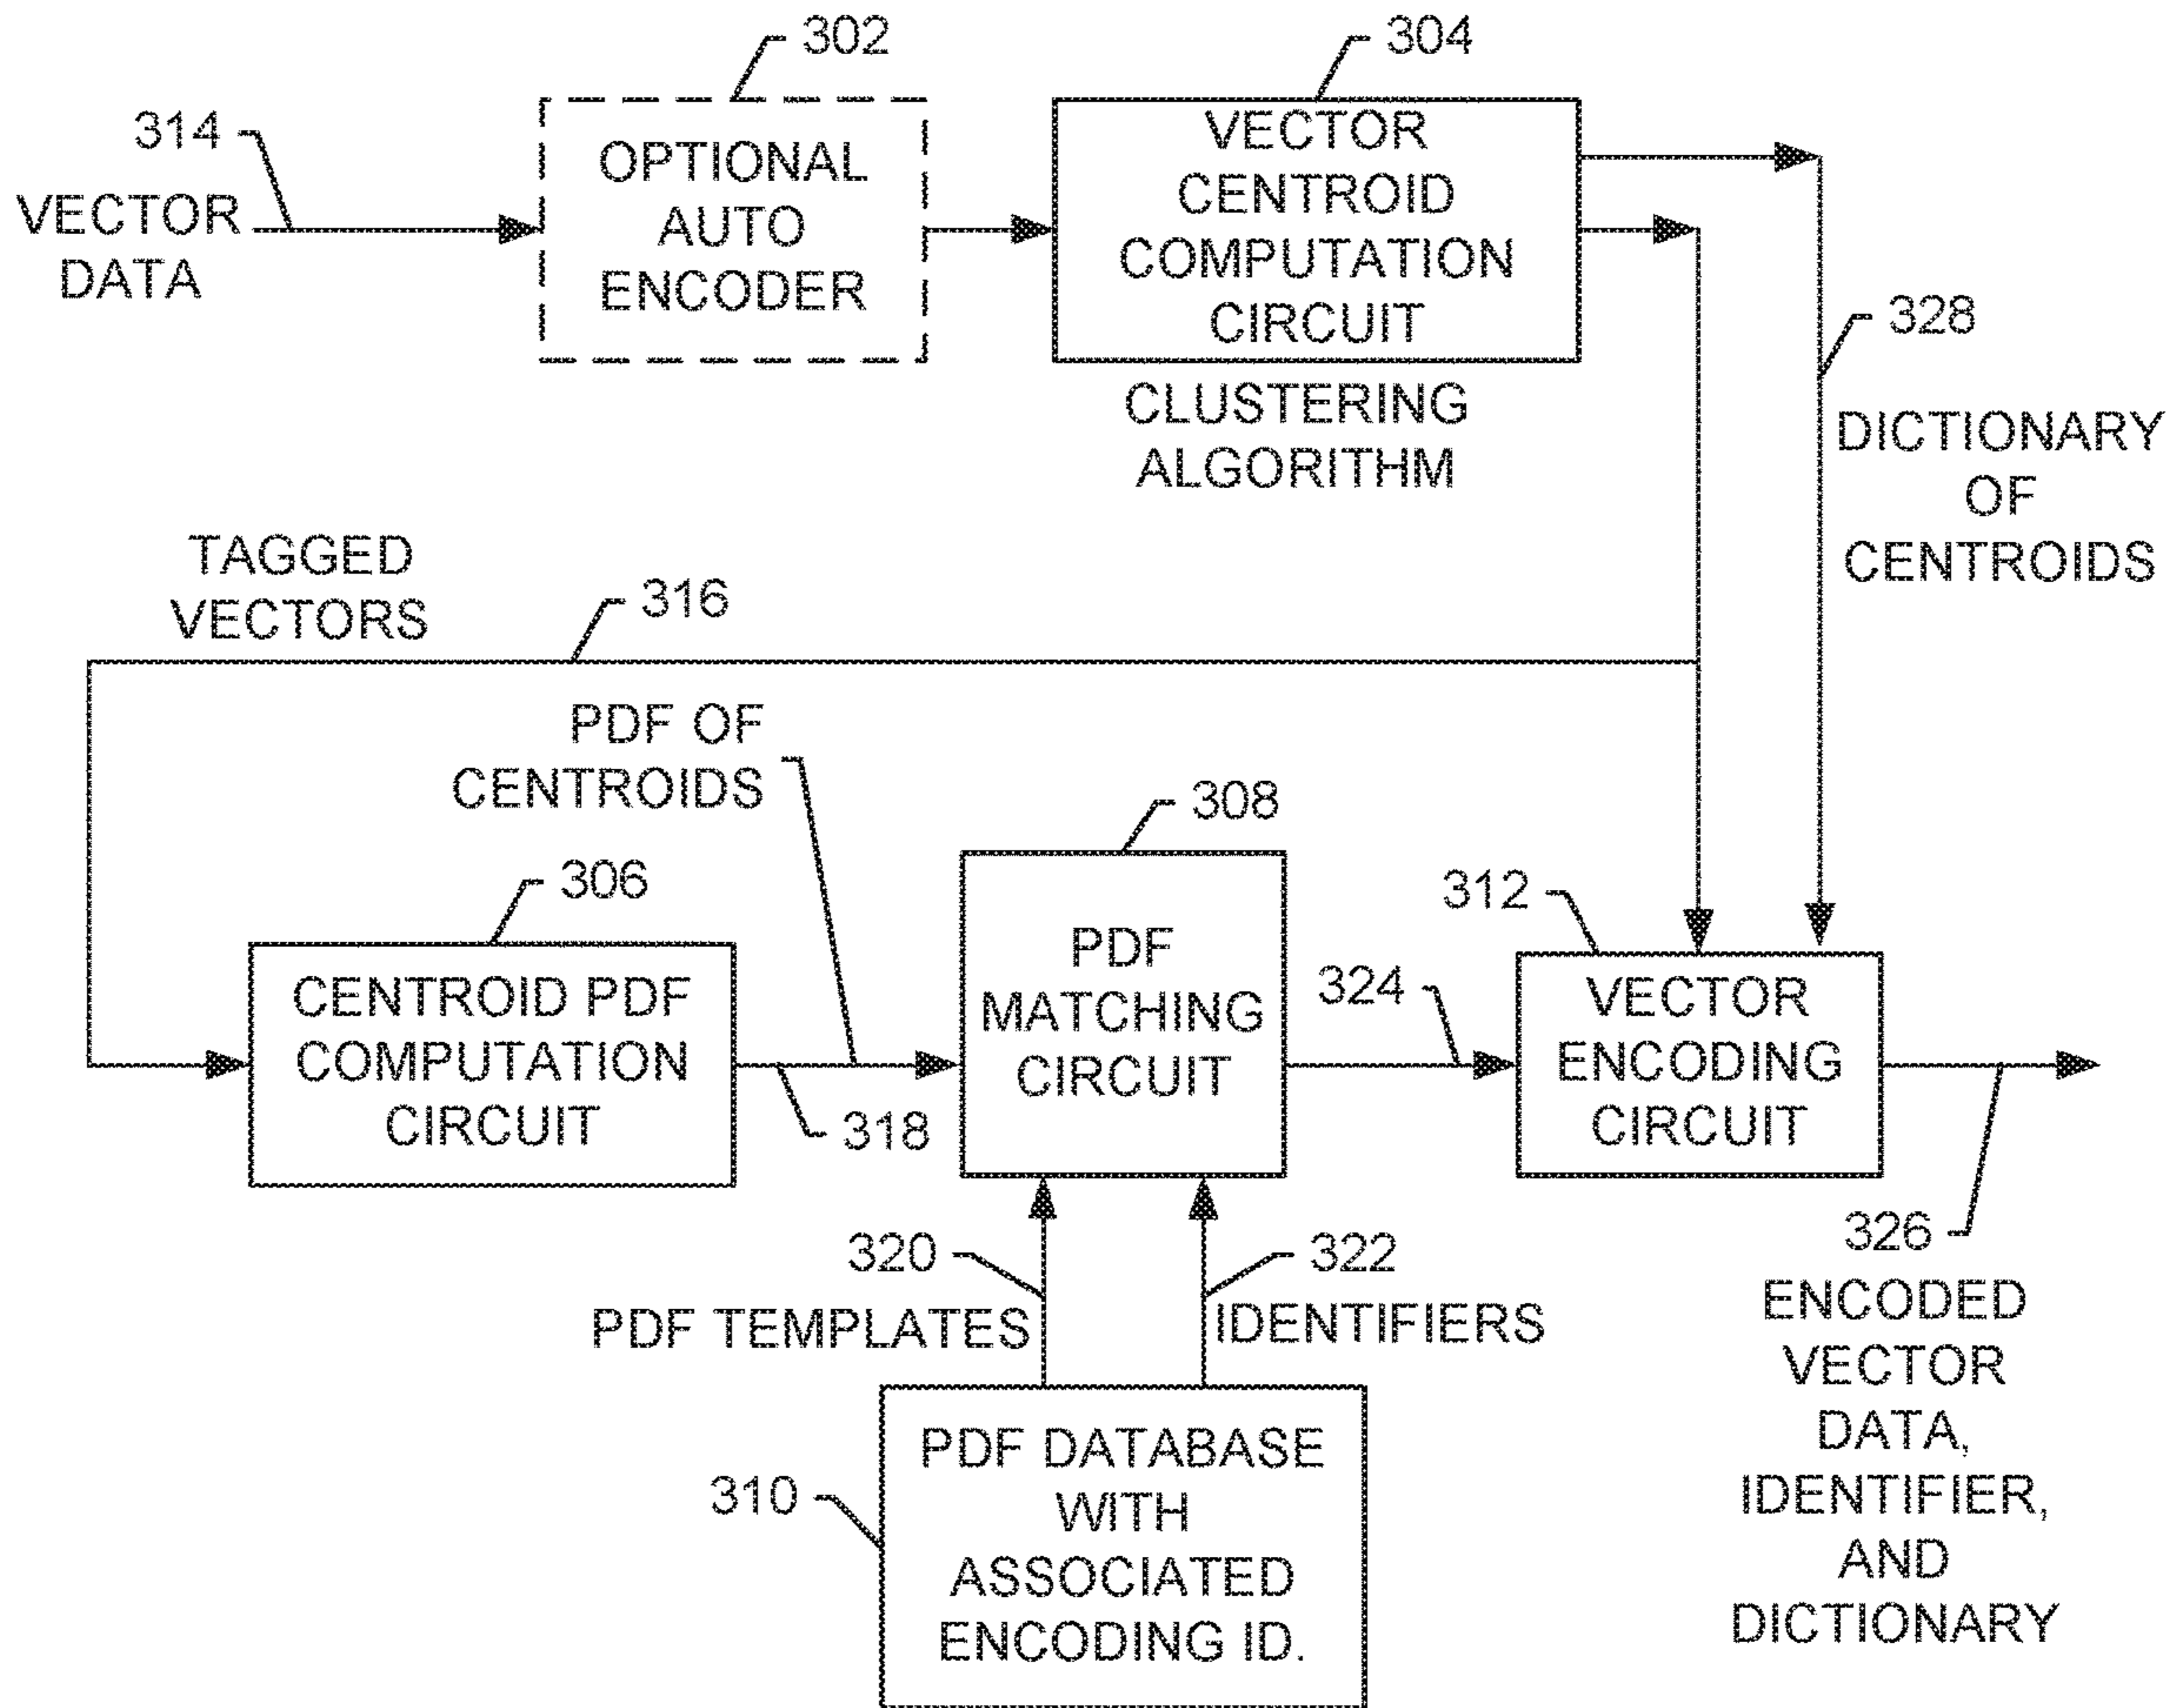 302
304
314
VECTOR
DATA
OPTIONAL
AUTO
ENCODER
VECTOR
CENTROID
COMPUTATION
CIRCUIT
CLUSTERING
ALGORITHM
328
DICTIONARY
OF
CENTROIDS
TAGGED
VECTORS
316
PDF OF
CENTROIDS
306
308
312
CENTROID PDF
COMPUTATION
CIRCUIT
318
PDF
MATCHING
CIRCUIT
324
VECTOR
ENCODING
CIRCUIT
320
PDF TEMPLATES
322
IDENTIFIERS
326
ENCODED
VECTOR
DATA,
IDENTIFIER,
AND
DICTIONARY
310
PDF DATABASE
WITH
ASSOCIATED
ENCODING ID.